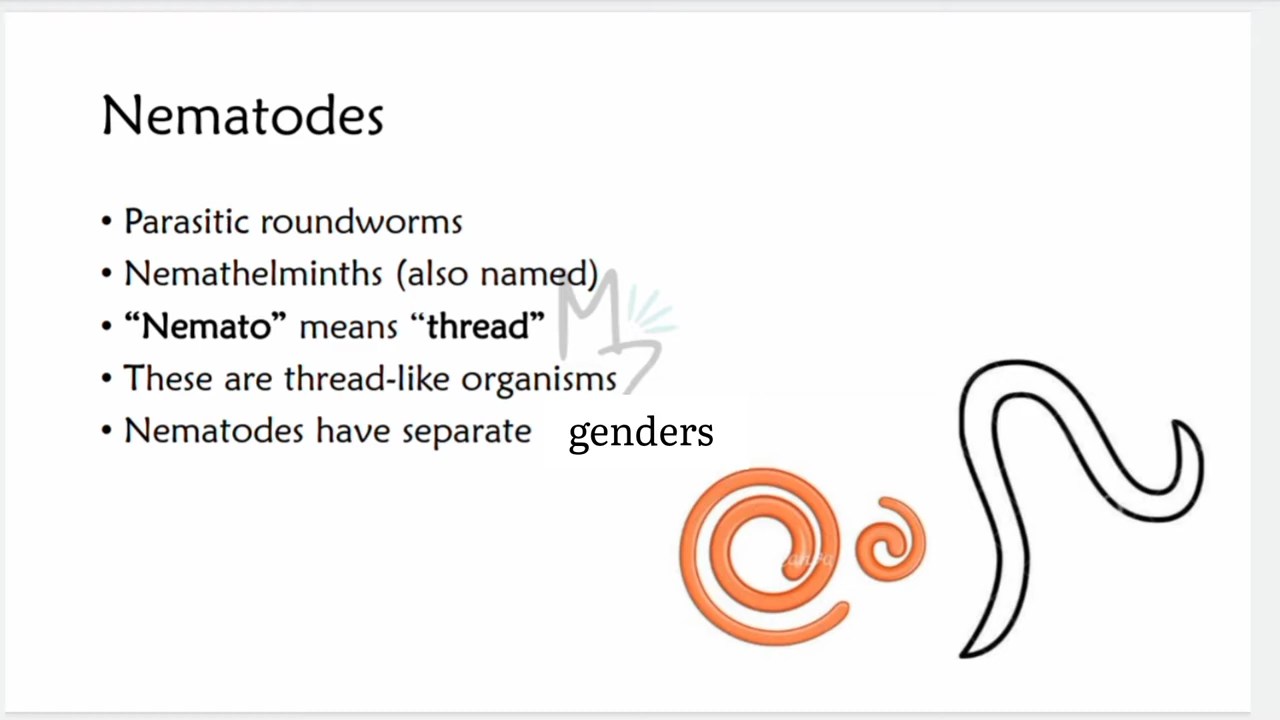 Nematodes
• Parasitic roundworms
• Nemathelminths (also named)
• “Nemato” means “thread”
• These are thread-like organisms
• Nematodes have separate genders